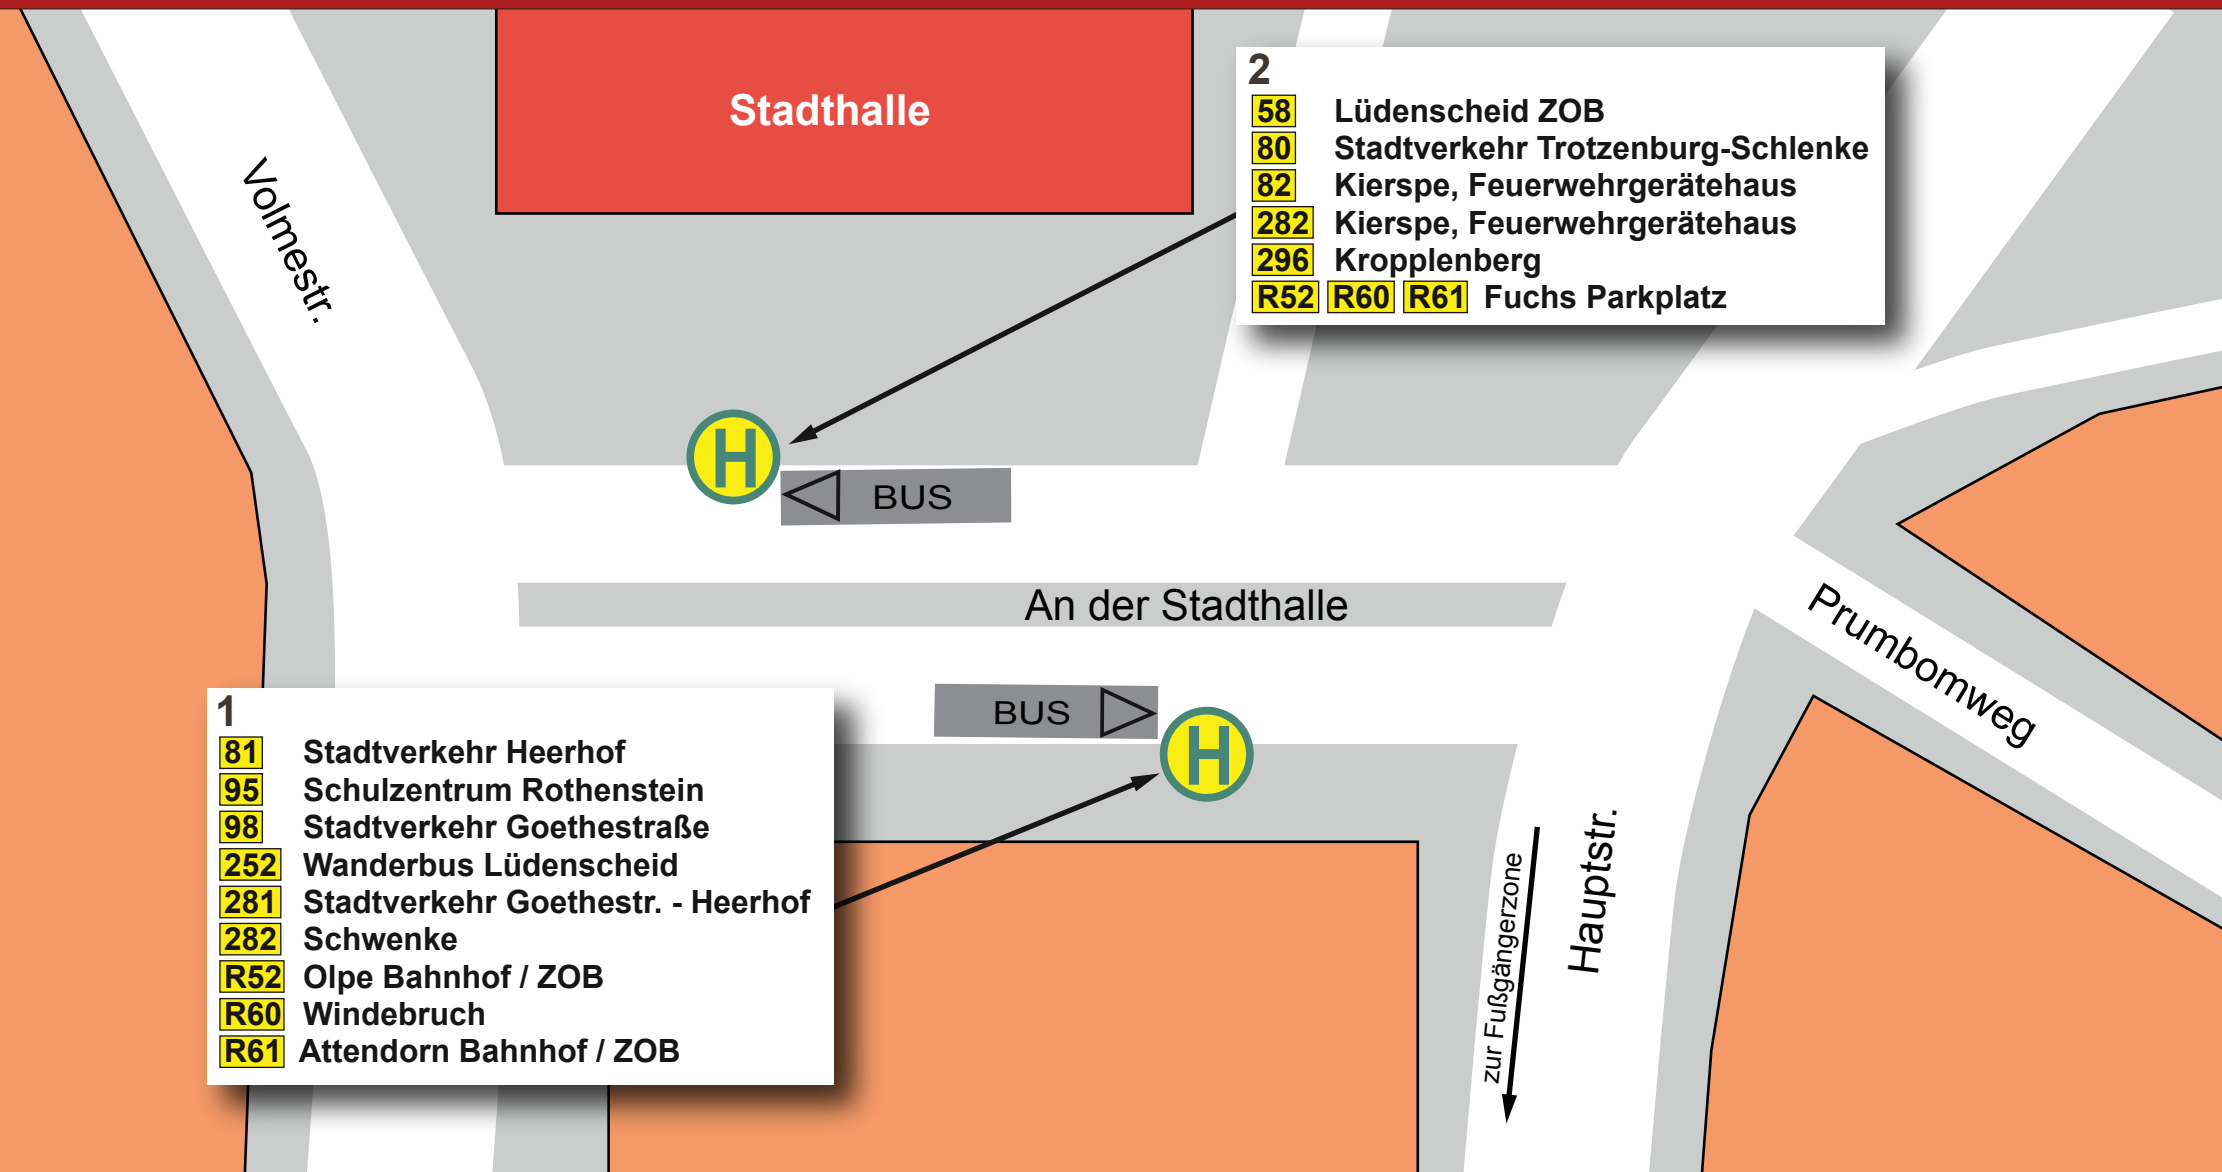 Stadthalle
2
58 Lüdenscheid ZOB
80 Stadtverkehr Trotzenburg-Schlenke
82 Kierspe, Feuerwehrgerätehaus
282 Kierspe, Feuerwehrgerätehaus
296 Kropplenberg
R52 R60 R61 Fuchs Parkplatz
Volmestr.
H
BUS
An der Stadthalle
Prumbomweg
BUS
H
1
81 Stadtverkehr Heerhof
95 Schulzentrum Rothenstein
98 Stadtverkehr Goethestraße
252 Wanderbus Lüdenscheid
281 Stadtverkehr Goethestr. - Heerhof
282 Schwenke
R52 Olpe Bahnhof / ZOB
R60 Windebruch
R61 Attendorn Bahnhof / ZOB
zur Fußgängerzone
Hauptstr.